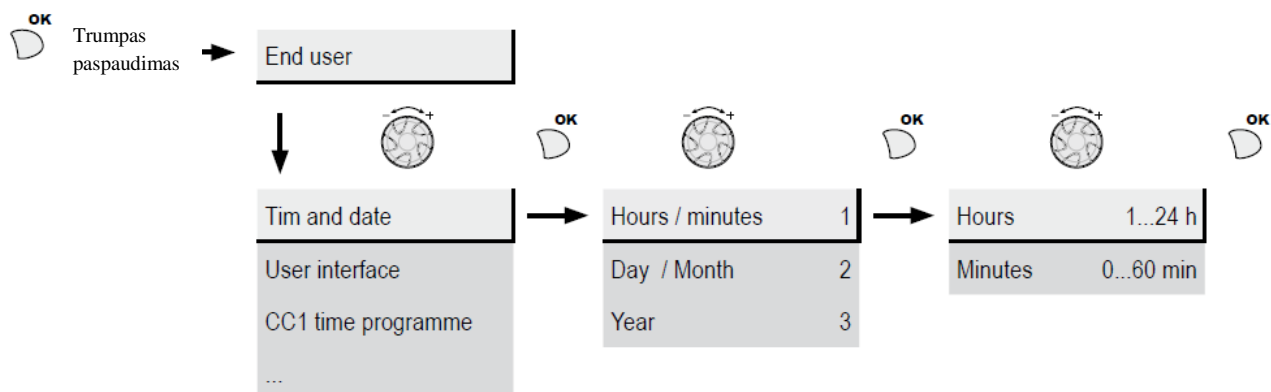 OK
Trumpas
paspaudimas
End user
- +
OK
- +
OK
- +
OK
Tim and date
Hours / minutes 1
Hours 1...24 h
User interface
Day / Month 2
Minutes 0...60 min
CC1 time programme
Year 3
...